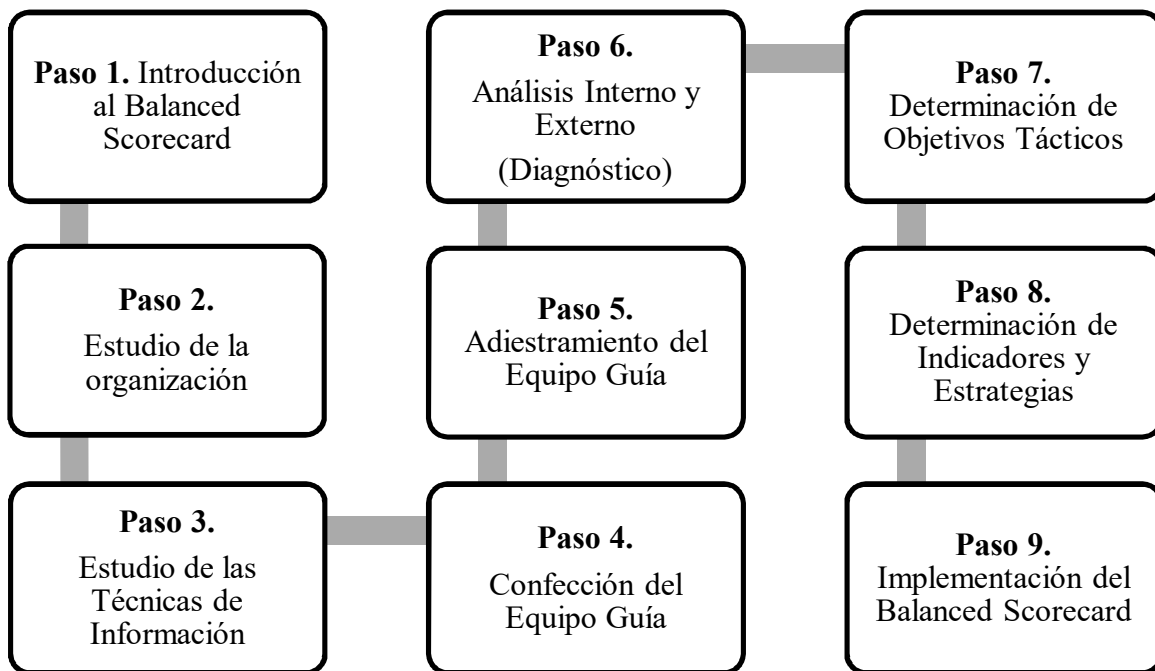 Paso 1. Introducción
al Balanced
Scorecard
Paso 2.
Estudio de la
organización
Paso 3.
Estudio de las
Técnicas de
Información
Paso 4.
Confección del
Equipo Guía
Paso 5.
Adiestramiento del
Equipo Guía
Paso 6.
Análisis Interno y
Externo
(Diagnóstico)
Paso 7.
Determinación de
Objetivos Tácticos
Paso 8.
Determinación de
Indicadores y
Estrategias
Paso 9.
Implementación del
Balanced Scorecard